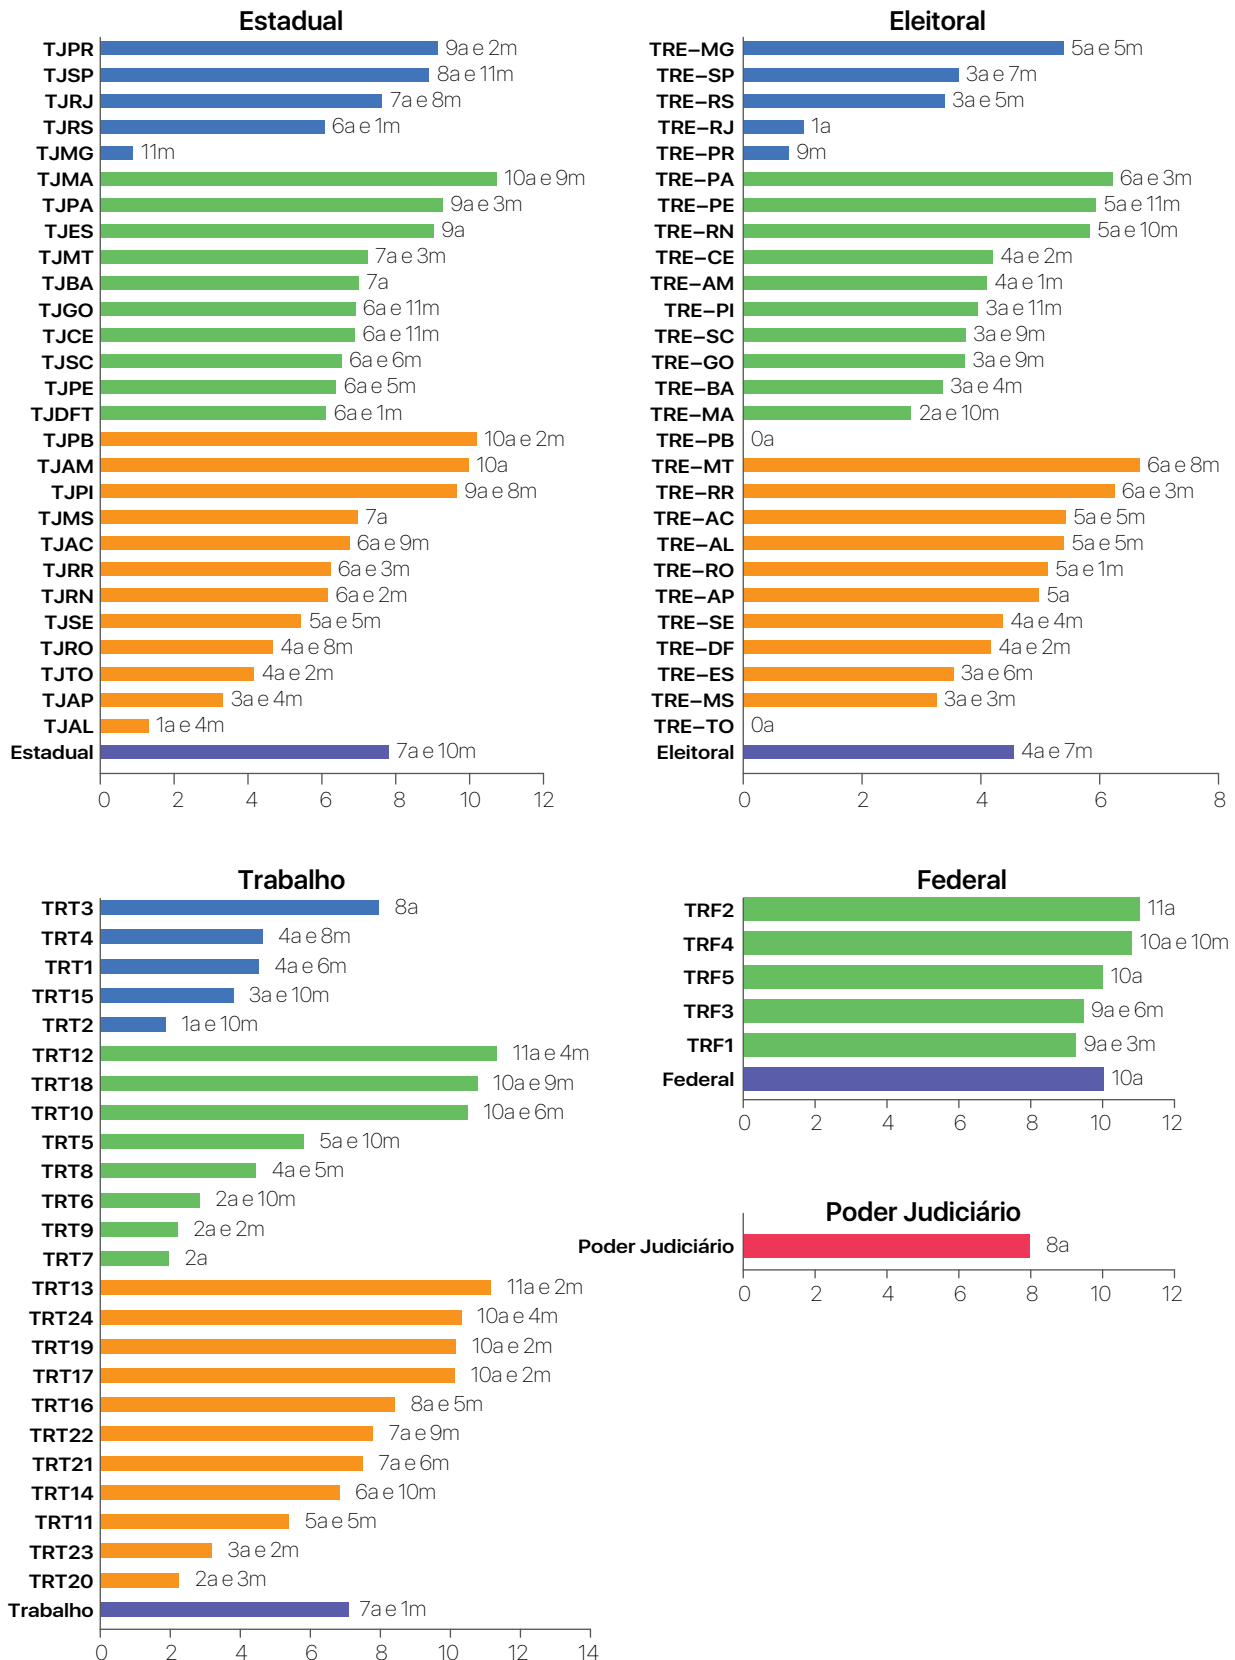 Estadual
TJPR 9a e 2m
TJSP 8a e 11m
TJRJ 7a e 8m
TJRS 6a e 1m
TJMG 11m
TJMA 10a e 9m
TJPA 9a e 3m
TJES 9a
TJMT 7a e 3m
TJBA 7a
TJGO 6a e 11m
TJCE 6a e 11m
TJSC 6a e 6m
TJPE 6a e 5m
TJDFT 6a e 1m
TJPB 10a e 2m
TJAM 10a
TJPI 9a e 8m
TJMS 7a
TJAC 6a e 9m
TJRR 6a e 3m
TJRN 6a e 2m
TJSE 5a e 5m
TJRO 4a e 8m
TJTO 4a e 2m
TJAP 3a e 4m
TJAL 1a e 4m
Estadual 7a e 10m
0 2 4 6 8 10 12
Eleitoral
TRE–MG 5a e 5m
TRE–SP 3a e 7m
TRE–RS 3a e 5m
TRE–RJ 1a
TRE–PR 9m
TRE–PA 6a e 3m
TRE–PE 5a e 11m
TRE–RN 5a e 10m
TRE–CE 4a e 2m
TRE–AM 4a e 1m
TRE–PI 3a e 11m
TRE–SC 3a e 9m
TRE–GO 3a e 9m
TRE–BA 3a e 4m
TRE–MA 2a e 10m
TRE–PB 0a
TRE–MT 6a e 8m
TRE–RR 6a e 3m
TRE–AC 5a e 5m
TRE–AL 5a e 5m
TRE–RO 5a e 1m
TRE–AP 5a
TRE–SE 4a e 4m
TRE–DF 4a e 2m
TRE–ES 3a e 6m
TRE–MS 3a e 3m
TRE–TO 0a
Eleitoral 4a e 7m
0 2 4 6 8
Trabalho
TRT3 8a
TRT4 4a e 8m
TRT1 4a e 6m
TRT15 3a e 10m
TRT2 1a e 10m
TRT12 11a e 4m
TRT18 10a e 9m
TRT10 10a e 6m
TRT5 5a e 10m
TRT8 4a e 5m
TRT6 2a e 10m
TRT9 2a e 2m
TRT7 2a
TRT13 11a e 2m
TRT24 10a e 4m
TRT19 10a e 2m
TRT17 10a e 2m
TRT16 8a e 5m
TRT22 7a e 9m
TRT21 7a e 6m
TRT14 6a e 10m
TRT11 5a e 5m
TRT23 3a e 2m
TRT20 2a e 3m
Trabalho 7a e 1m
0 2 4 6 8 10 12 14
Federal
TRF2 11a
TRF4 10a e 10m
TRF5 10a
TRF3 9a e 6m
TRF1 9a e 3m
Federal 10a
0 2 4 6 8 10 12
Poder Judiciário
Poder Judiciário 8a
0 2 4 6 8 10 12